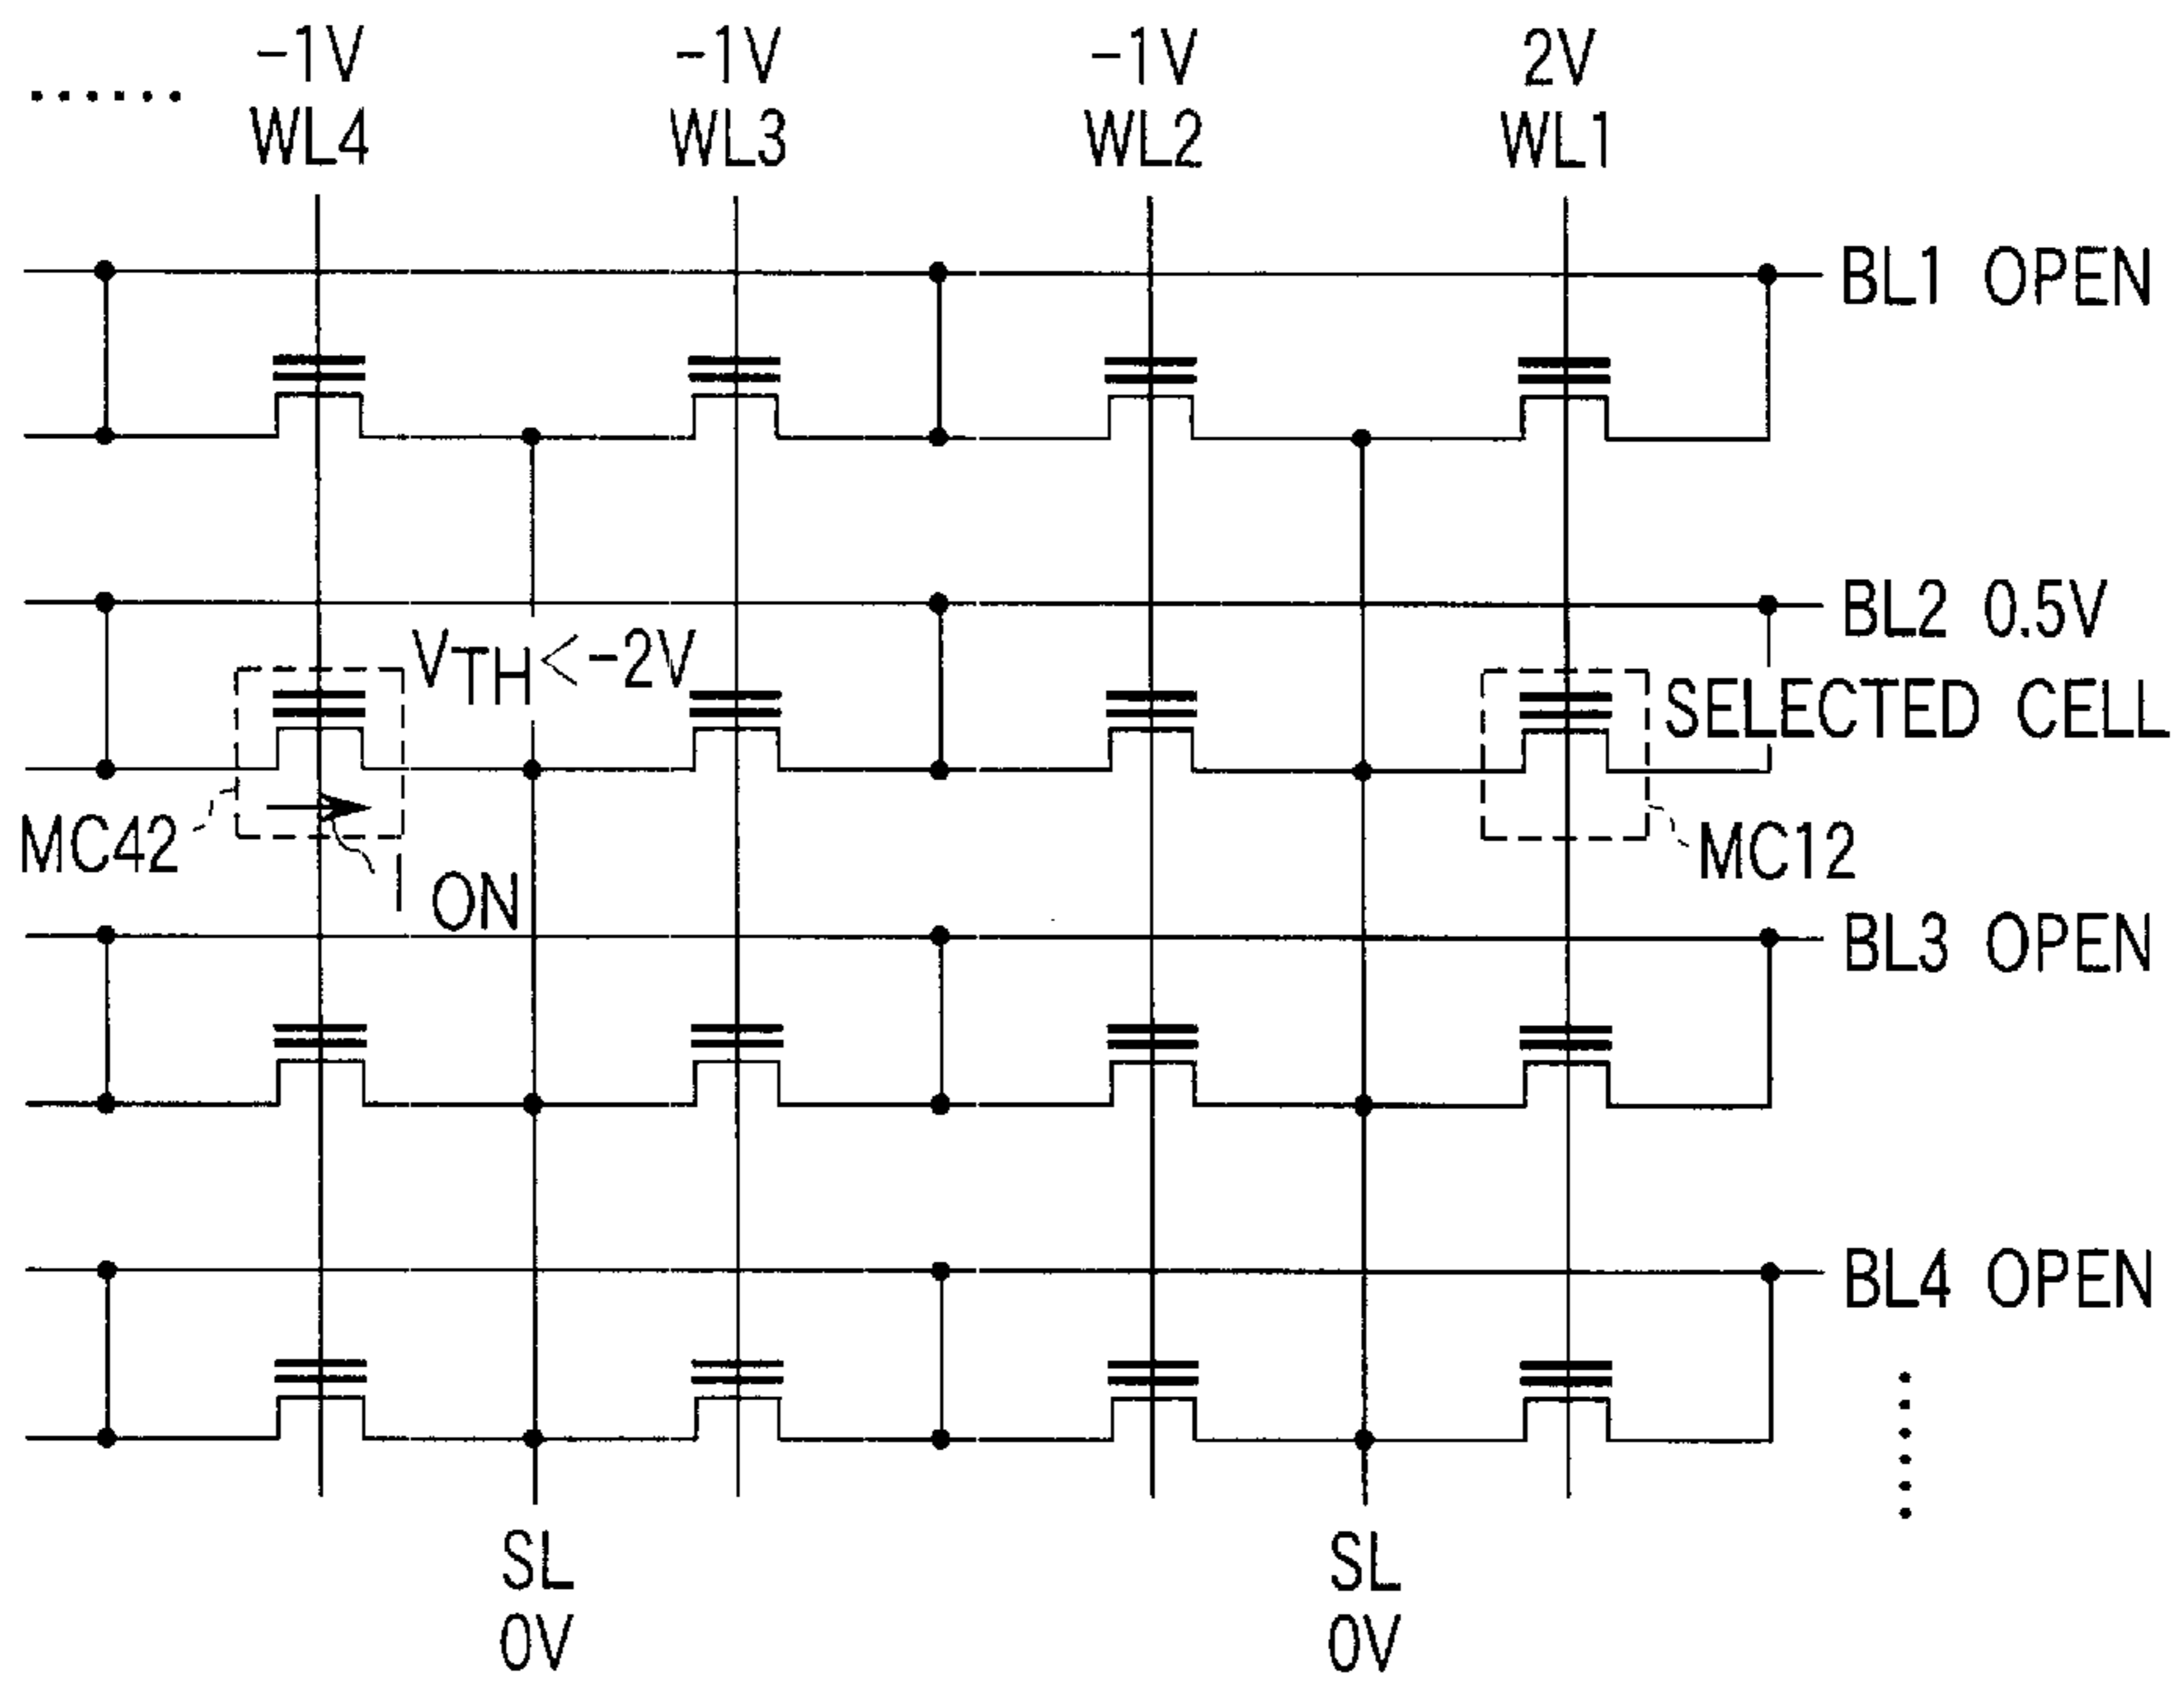 -1V -1V -1V 2V
...... WL4 WL3 WL2 WL1
BL1 OPEN
BL2 0.5V
VTH<-2V
SELECTED CELL
MC42
MC12
I ON
BL3 OPEN
BL4 OPEN
SL SL
0V 0V